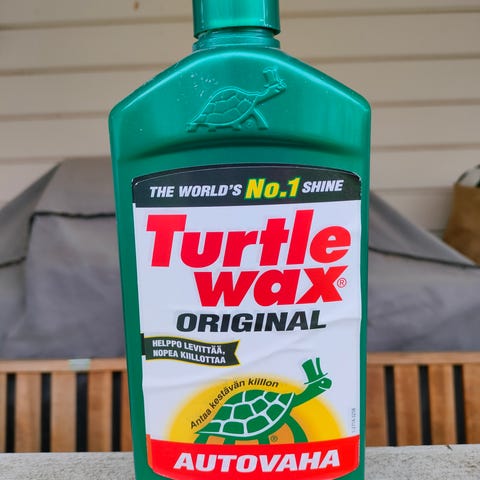 THE WORLD'S No.1 SHINE
Turtle
wax®
ORIGINAL
HELPPO LEVITTÄÄ,
NOPEA KIILLOTTAA
Antaa kestävän kiillon
®
AUTOVAHA